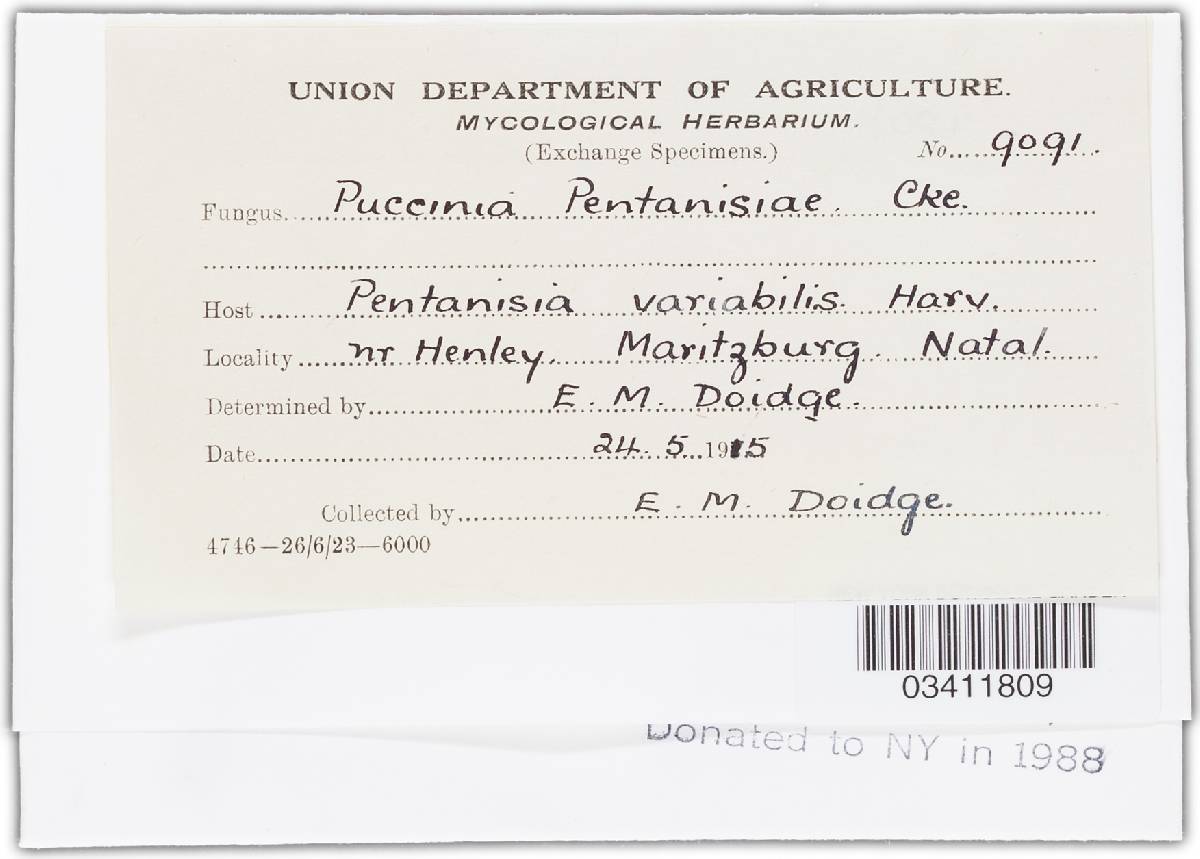 UNION DEPARTMENT OF AGRICULTURE.
MYCOLOGICAL HERBARIUM.
(Exchange Specimens.)
No. 9091.
Fungus Puccinia Pentanisiae. Cke.
Host Pentanisia variabilis. Harv.
Locality nr Henley. Maritzburg. Natal.
Determined by E. M. Doidge.
Date 24. 5. 1915
Collected by E. M. Doidge.
4746—26/6/23—6000
03411809
Donated to NY in 1988